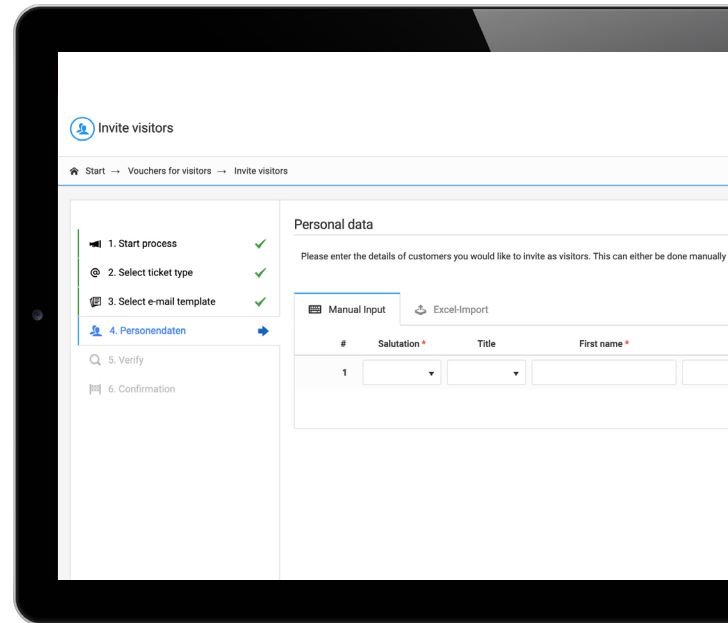 Invite visitors
Start → Vouchers for visitors → Invite visitors
1. Start process
2. Select ticket type
3. Select e-mail template
4. Personendaten
5. Verify
6. Confirmation
Personal data
Please enter the details of customers you would like to invite as visitors. This can either be done manually
Manual Input
Excel-Import
# Salutation * Title First name *
1